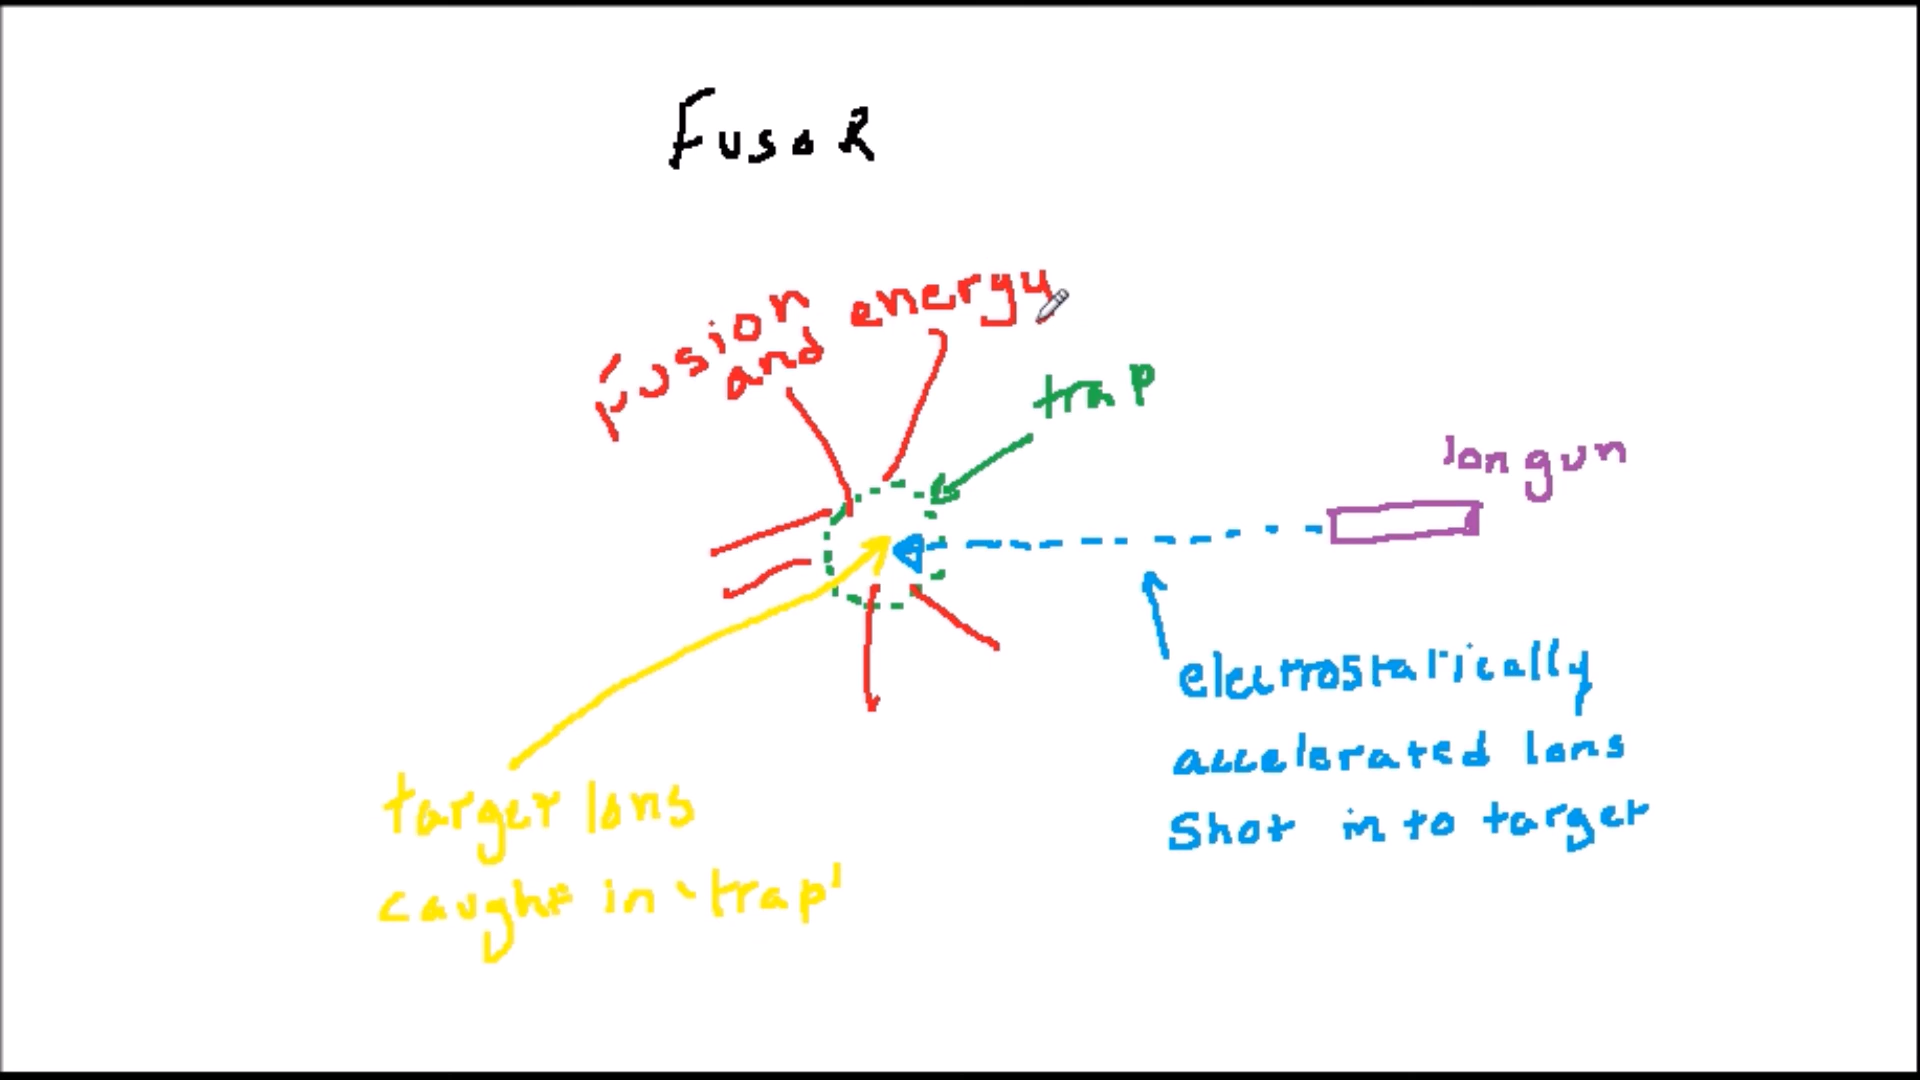 Fusor
Fusion
and energy
trap
Ion gun
electrostatically
accelerated Ions
Shot in to target
target Ions
caught in 'trap'